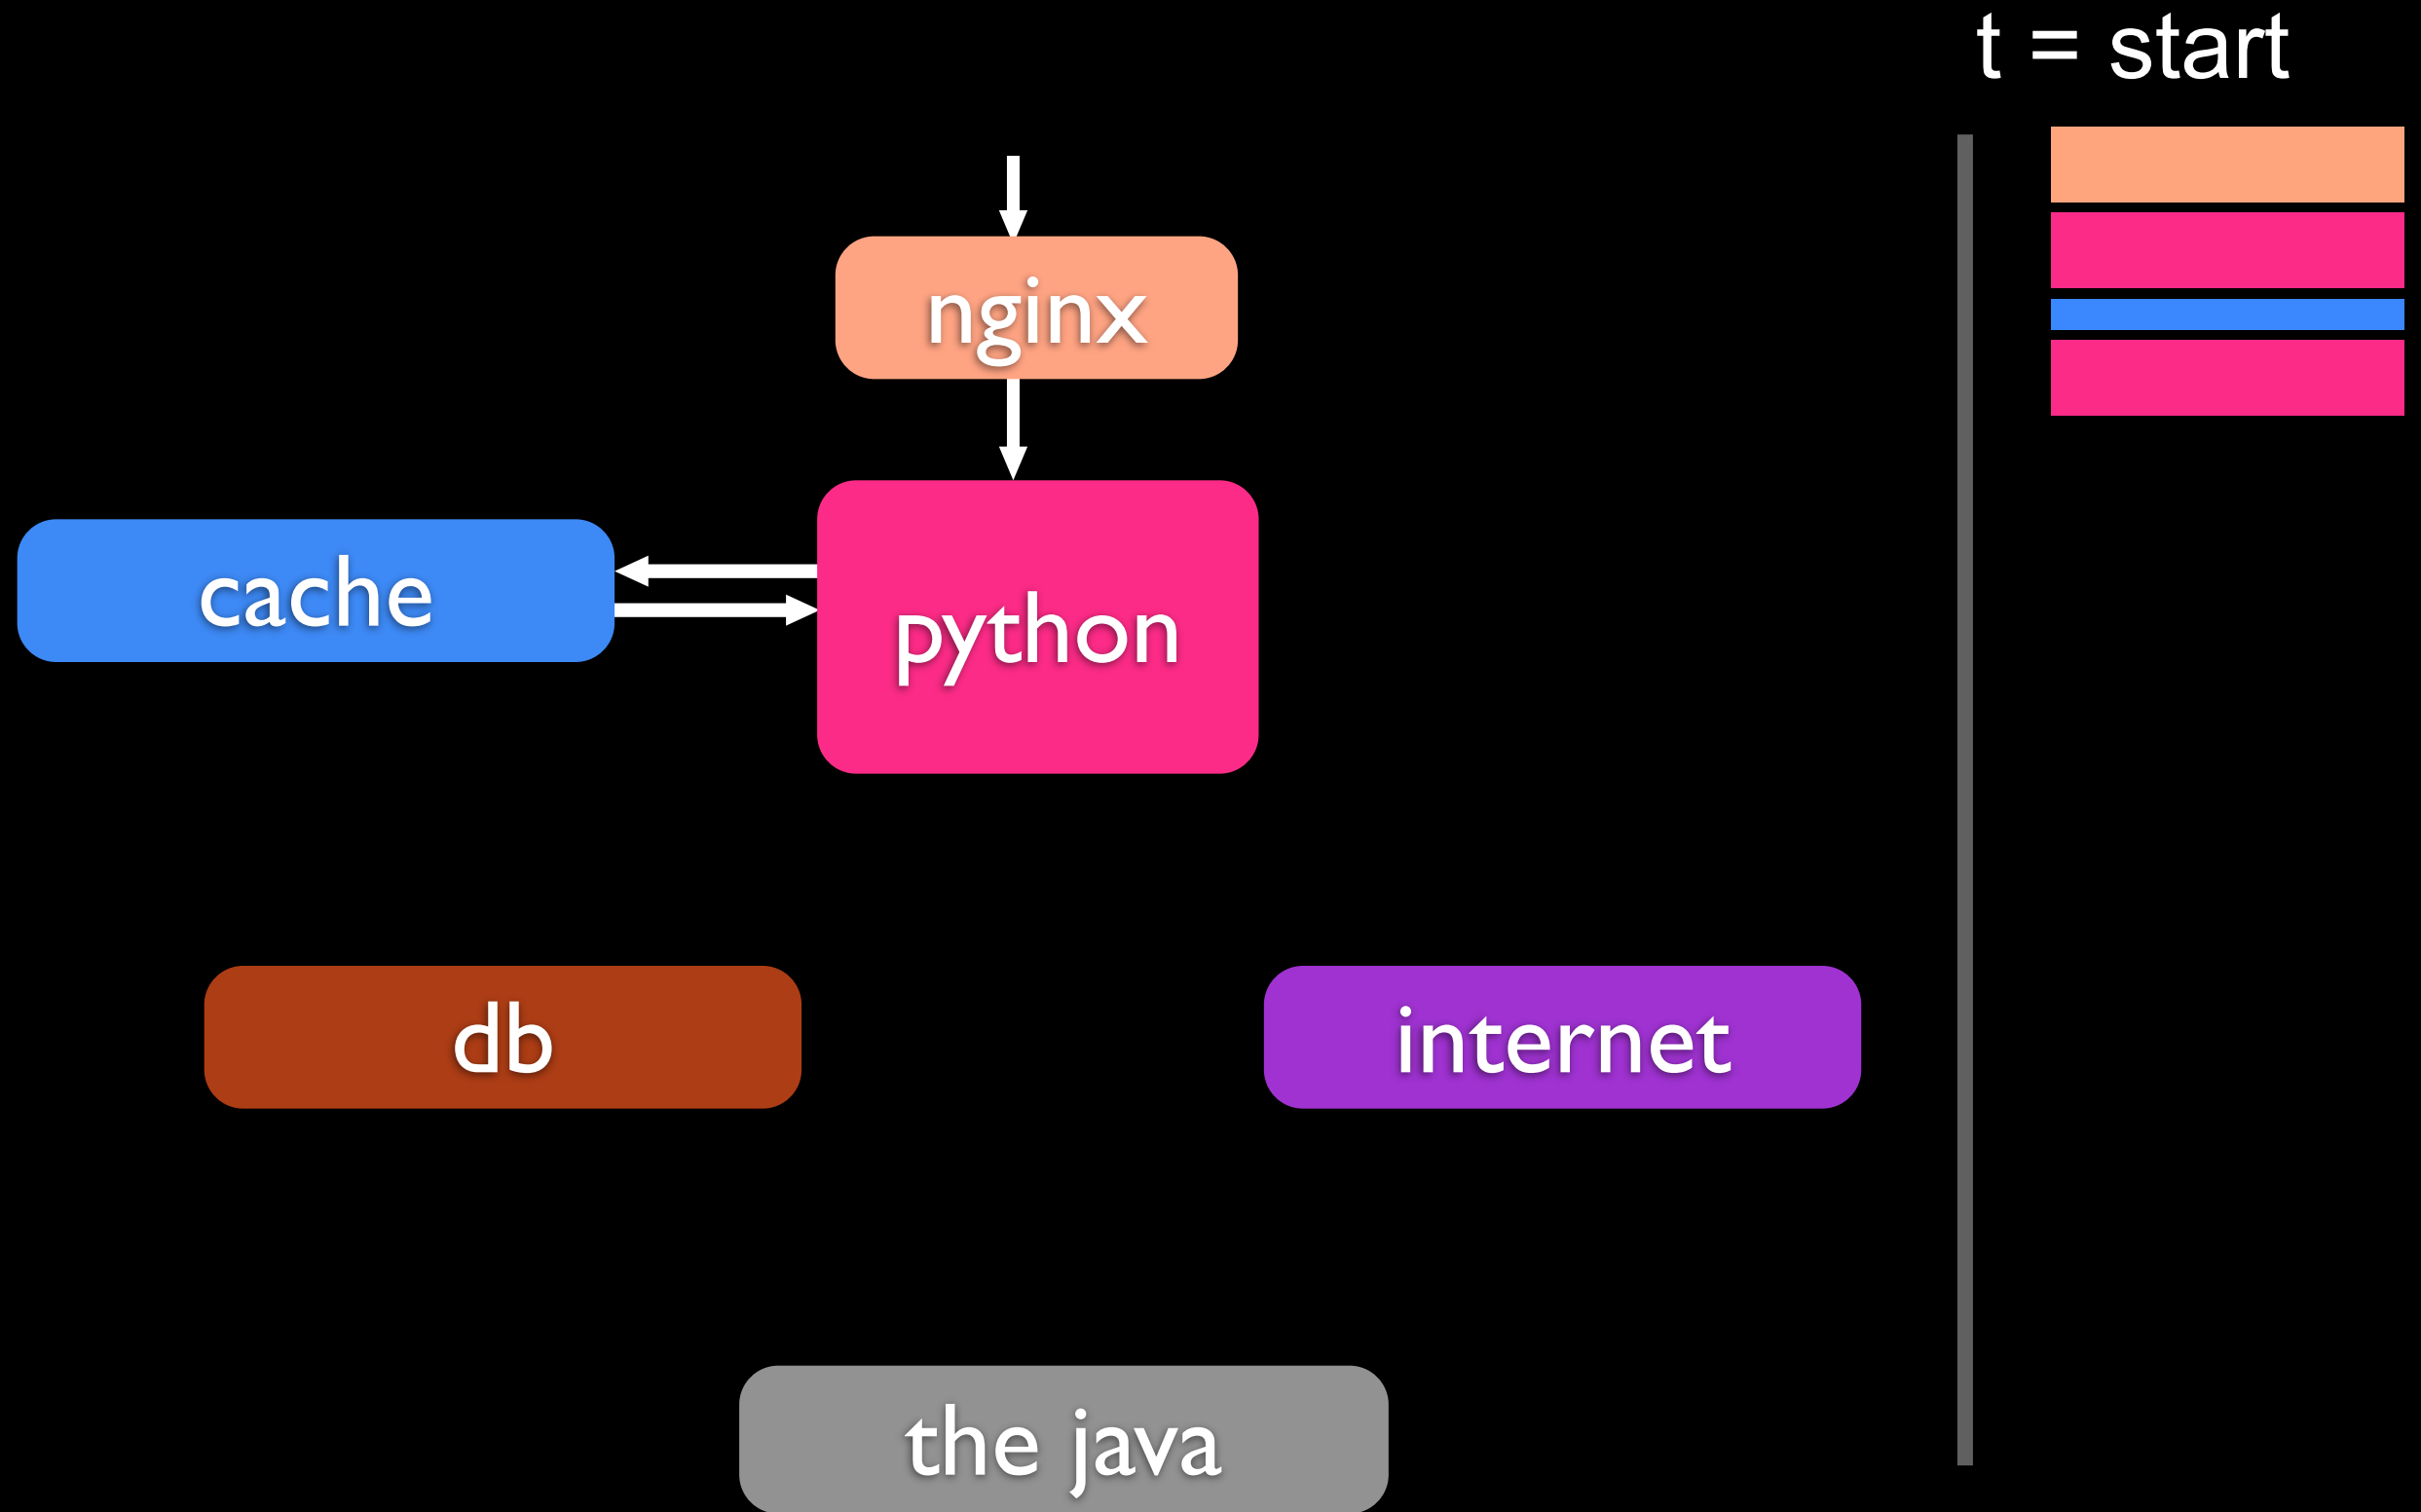 t = start
nginx
cache
python
db
internet
the java